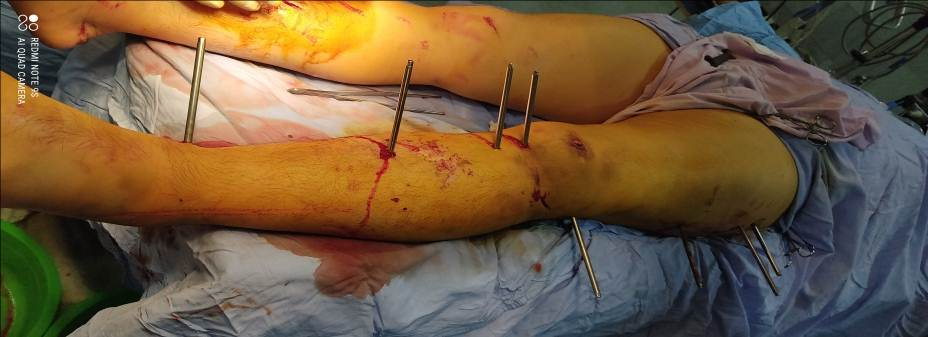 REDMI NOTE 9S
AI QUAD CAMERA